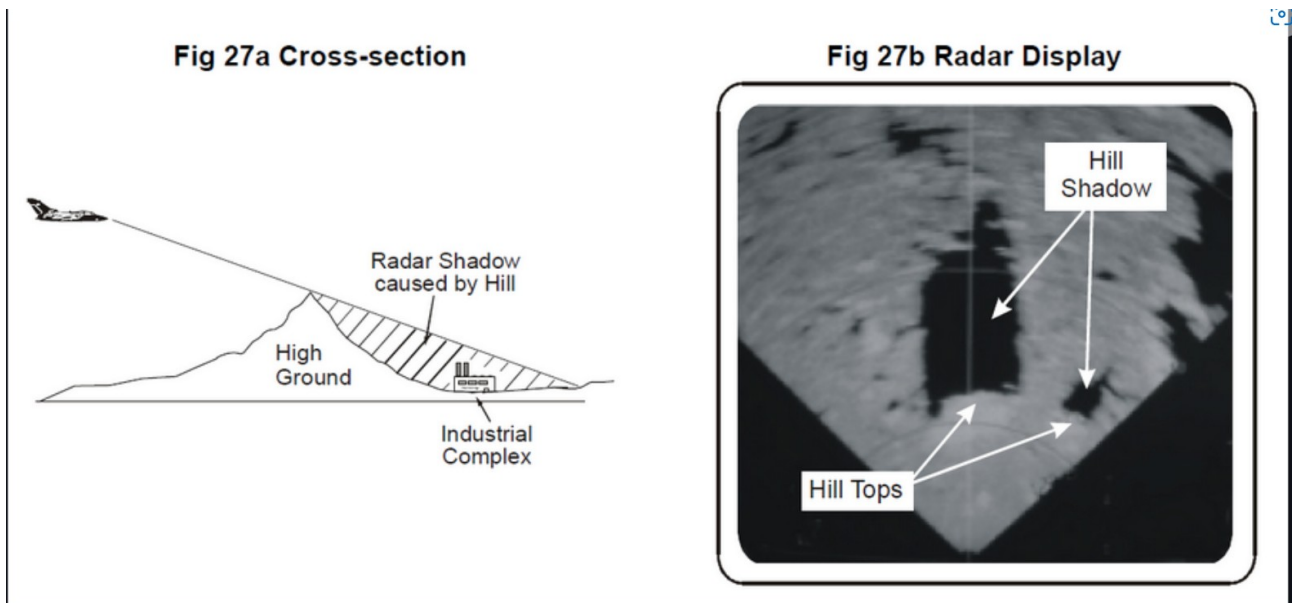 Fig 27a Cross-section
Radar Shadow
caused by Hill
High
Ground
Industrial
Complex
Fig 27b Radar Display
Hill
Shadow
Hill Tops